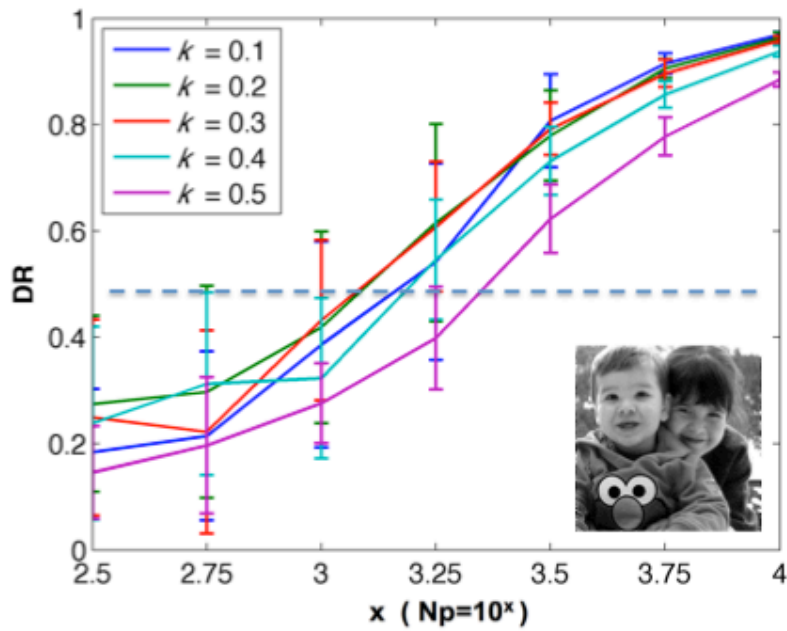 1
0.8
0.6
0.4
0.2
0
DR
k = 0.1
k = 0.2
k = 0.3
k = 0.4
k = 0.5
2.5 2.75 3 3.25 3.5 3.75 4
x ( Np=10ˣ)